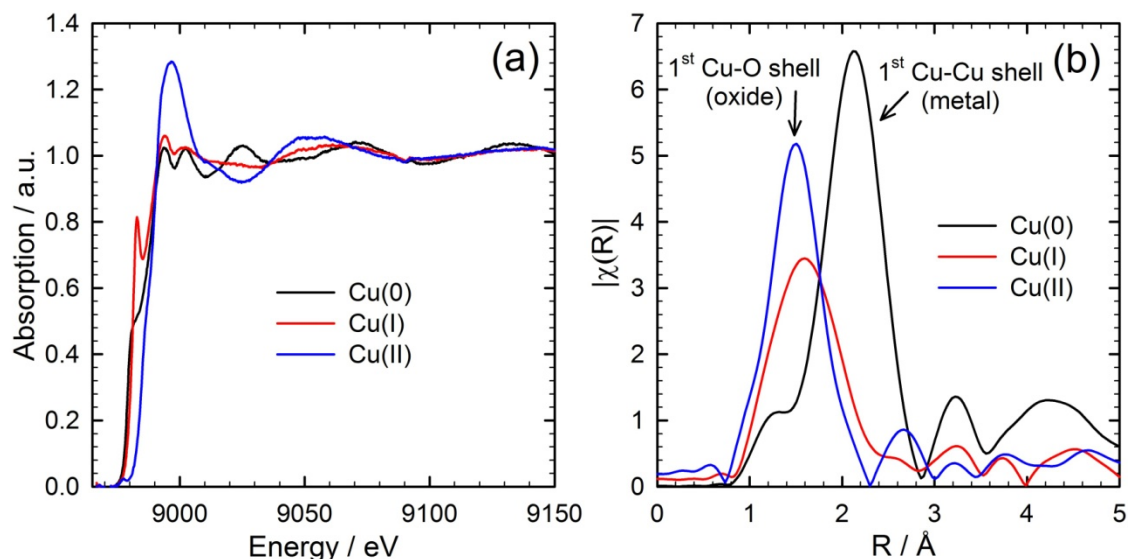 (a)
Absorption / a.u.
1.4
1.2
1.0
0.8
0.6
0.4
0.2
0.0
Cu(0)
Cu(I)
Cu(II)
9000
9050
9100
9150
Energy / eV
(b)
1st Cu-O shell
(oxide)
1st Cu-Cu shell
(metal)
|χ(R)|
7
6
5
4
3
2
1
0
Cu(0)
Cu(I)
Cu(II)
0
1
2
3
4
5
R / Å